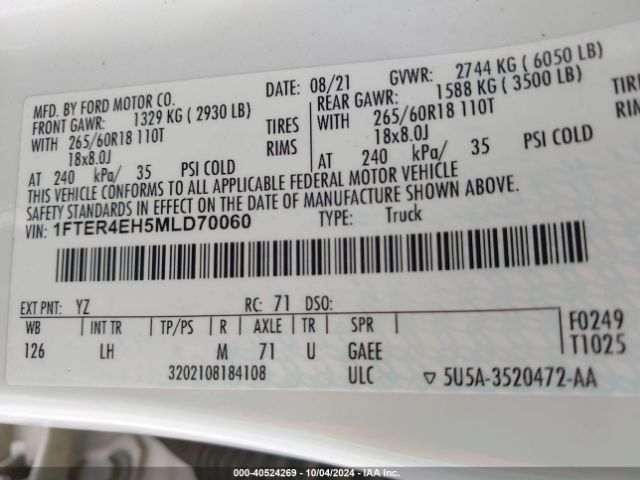 MFD. BY FORD MOTOR CO.
DATE: 08/21
GVWR: 2744 KG ( 6050 LB)
FRONT GAWR: 1329 KG ( 2930 LB)
REAR GAWR: 1588 KG ( 3500 LB)
WITH 265/60R18 110T TIRES
WITH 265/60R18 110T
18x8.0J RIMS
18x8.0J
AT 240 kPa/ 35 PSI COLD
AT 240 kPa/ 35 PSI COLD
THIS VEHICLE CONFORMS TO ALL APPLICABLE FEDERAL MOTOR VEHICLE
SAFETY STANDARDS IN EFFECT ON THE DATE OF MANUFACTURE SHOWN ABOVE.
VIN: 1FTER4EH5MLD70060
TYPE: Truck
EXT PNT: YZ RC: 71 DSO:
WB INT TR TP/PS R AXLE TR SPR
F0249
126 LH M 71 U GAEE
T1025
3202108184108 ULC ▽ 5U5A-3520472-AA
000-40524269 - 10/04/2024 - IAA Inc.